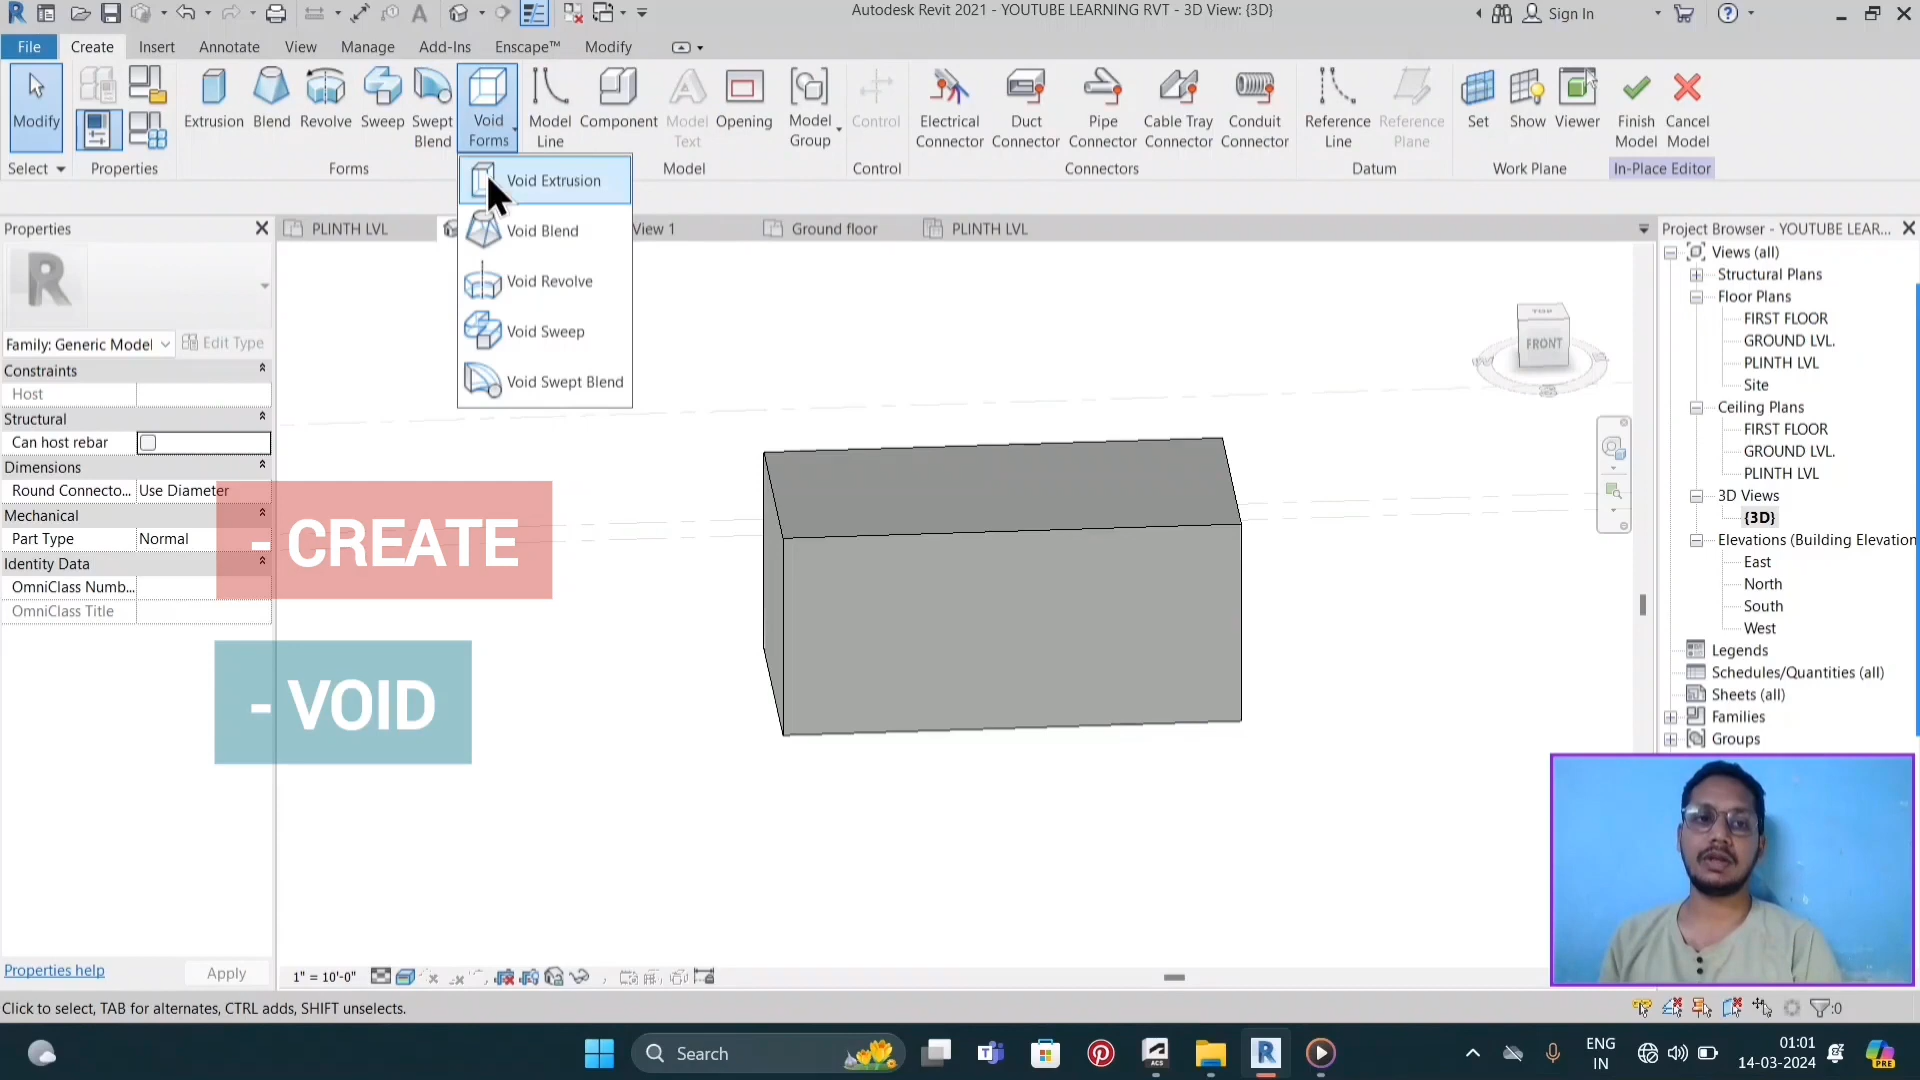 Autodesk Revit 2021 - YOUTUBE LEARNING RVT - 3D View: {3D}
Sign In
File
Create
Insert
Annotate
View
Manage
Add-Ins
Enscape™
Modify
Modify
Extrusion
Blend
Revolve
Sweep
Swept
Blend
Void
Forms
Model
Line
Component
Model
Text
Opening
Model
Group
Control
Electrical
Connector
Duct
Connector
Pipe
Connector
Cable Tray
Connector
Conduit
Connector
Reference
Line
Reference
Plane
Set
Show
Viewer
Finish
Model
Cancel
Model
Select
Properties
Forms
Model
Control
Connectors
Datum
Work Plane
In-Place Editor
Void Extrusion
Void Blend
Void Revolve
Void Sweep
Void Swept Blend
Properties
PLINTH LVL
View 1
Ground floor
PLINTH LVL
Family: Generic Model
Edit Type
Constraints
Host
Structural
Can host rebar
Dimensions
Round Connecto...
Use Diameter
Mechanical
Part Type
Normal
Identity Data
OmniClass Numb...
OmniClass Title
- CREATE
- VOID
TOP
FRONT
Project Browser - YOUTUBE LEAR...
Views (all)
Structural Plans
Floor Plans
FIRST FLOOR
GROUND LVL.
PLINTH LVL
Site
Ceiling Plans
FIRST FLOOR
GROUND LVL.
PLINTH LVL
3D Views
{3D}
Elevations (Building Elevation
East
North
South
West
Legends
Schedules/Quantities (all)
Sheets (all)
Families
Groups
Properties help
Apply
1" = 10'-0"
Click to select, TAB for alternates, CTRL adds, SHIFT unselects.
:0
Search
ENG
IN
01:01
14-03-2024
PRE